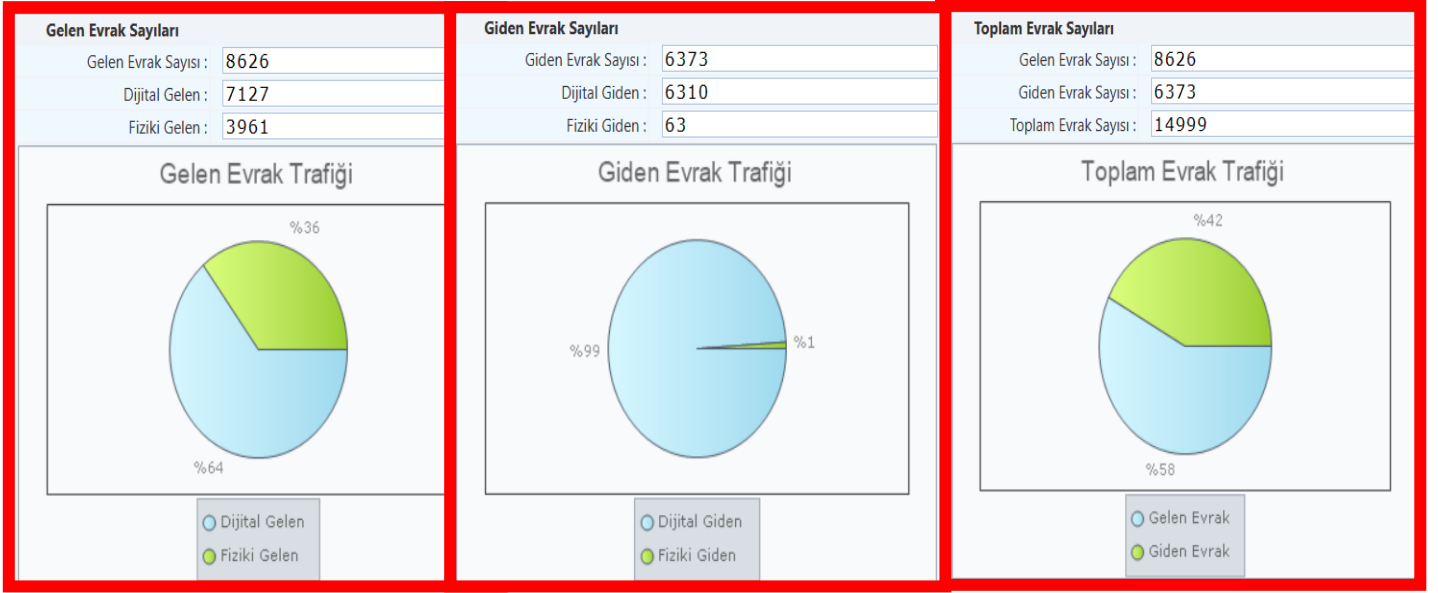 Gelen Evrak Sayıları
Gelen Evrak Sayısı : 8626
Dijital Gelen : 7127
Fiziki Gelen : 3961
Gelen Evrak Trafiği
%36
%64
Dijital Gelen
Fiziki Gelen
Giden Evrak Sayıları
Giden Evrak Sayısı : 6373
Dijital Giden : 6310
Fiziki Giden : 63
Giden Evrak Trafiği
%99
%1
Dijital Giden
Fiziki Giden
Toplam Evrak Sayıları
Gelen Evrak Sayısı : 8626
Giden Evrak Sayısı : 6373
Toplam Evrak Sayısı : 14999
Toplam Evrak Trafiği
%42
%58
Gelen Evrak
Giden Evrak